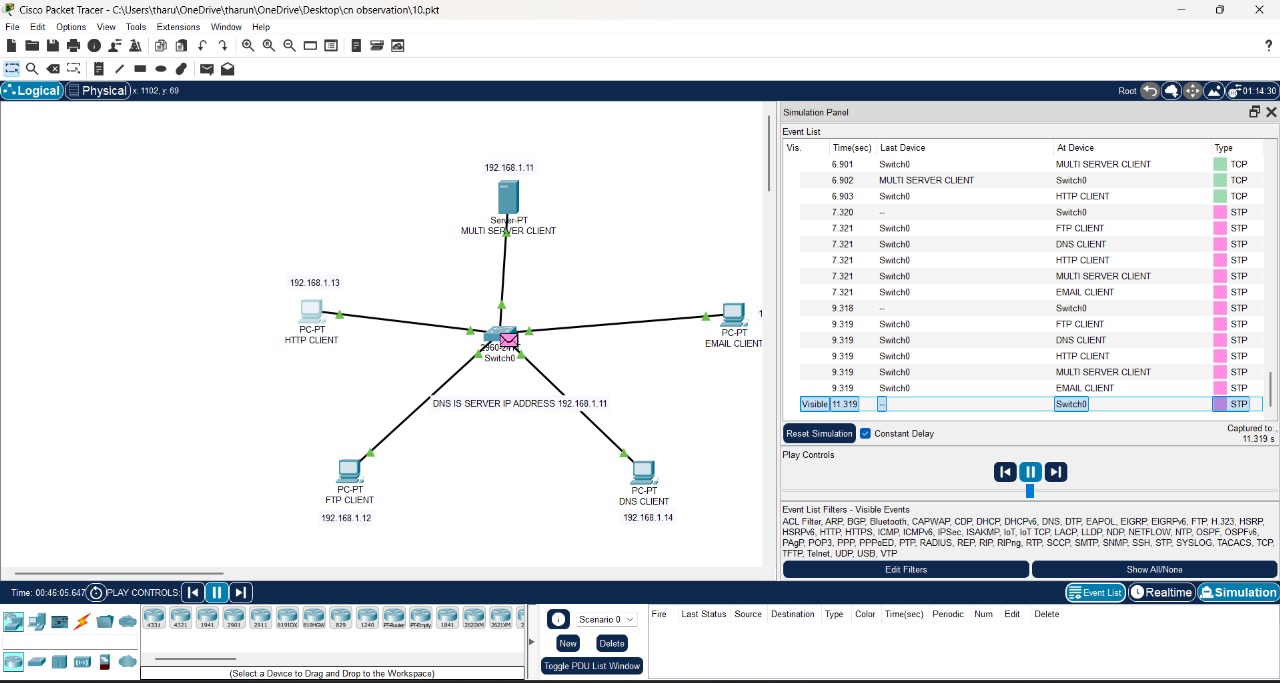 Cisco Packet Tracer - C:\Users\tharu\OneDrive\tharun\OneDrive\Desktop\cn observation\10.pkt
File Edit Options View Tools Extensions Window Help
?
Logical Physical x: 1102, y: 69 Root 01:14:30
Simulation Panel
Event List
Vis. Time(sec) Last Device At Device Type
6.901 Switch0 MULTI SERVER CLIENT TCP
6.902 MULTI SERVER CLIENT Switch0 TCP
6.903 Switch0 HTTP CLIENT TCP
7.320 -- Switch0 STP
7.321 Switch0 FTP CLIENT STP
7.321 Switch0 DNS CLIENT STP
7.321 Switch0 HTTP CLIENT STP
7.321 Switch0 MULTI SERVER CLIENT STP
7.321 Switch0 EMAIL CLIENT STP
9.318 -- Switch0 STP
9.319 Switch0 FTP CLIENT STP
9.319 Switch0 DNS CLIENT STP
9.319 Switch0 HTTP CLIENT STP
9.319 Switch0 MULTI SERVER CLIENT STP
9.319 Switch0 EMAIL CLIENT STP
Visible 11.319 -- Switch0 STP
Reset Simulation Constant Delay Captured to:
11.319 s
Play Controls
Event List Filters - Visible Events
ACL Filter, ARP, BGP, Bluetooth, CAPWAP, CDP, DHCP, DHCPv6, DNS, DTP, EAPOL, EIGRP, EIGRPv6, FTP, H.323, HSRP,
HSRPv6, HTTP, HTTPS, ICMP, ICMPv6, IPSec, ISAKMP, IoT, IoT TCP, LACP, LLDP, NDP, NETFLOW, NTP, OSPF, OSPFv6,
PAgP, POP3, PPP, PPPoED, PTP, RADIUS, REP, RIP, RIPng, RTP, SCCP, SMTP, SNMP, SSH, STP, SYSLOG, TACACS, TCP,
TFTP, Telnet, UDP, USB, VTP
Edit Filters Show All/None
192.168.1.11
Server-PT
MULTI SERVER CLIENT
192.168.1.13
PC-PT
HTTP CLIENT
1
PC-PT
EMAIL CLIENT
Switch0
DNS IS SERVER IP ADDRESS 192.168.1.11
PC-PT
FTP CLIENT
192.168.1.12
PC-PT
DNS CLIENT
192.168.1.14
Time: 00:46:05.647 PLAY CONTROLS: Event List Realtime Simulation
4331 4321 1941 2901 2911 819IOX 819HGW 829 1240 PT-Router PT-Empty 1841 2620XM 2621XM 2
(Select a Device to Drag and Drop to the Workspace)
Scenario 0
New Delete
Toggle PDU List Window
Fire Last Status Source Destination Type Color Time(sec) Periodic Num Edit Delete